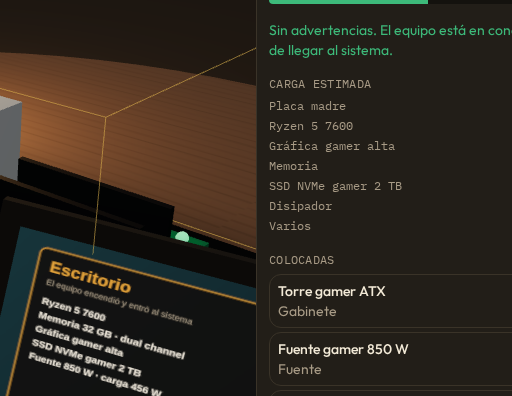 Sin advertencias. El equipo está en con
de llegar al sistema.
CARGA ESTIMADA
Placa madre
Ryzen 5 7600
Gráfica gamer alta
Memoria
SSD NVMe gamer 2 TB
Disipador
Varios
COLOCADAS
Torre gamer ATX
Gabinete
Fuente gamer 850 W
Fuente
Escritorio
El equipo encendió y entró al sistema
Ryzen 5 7600
Memoria 32 GB · dual channel
Gráfica gamer alta
SSD NVMe gamer 2 TB
Fuente 850 W · carga 456 W